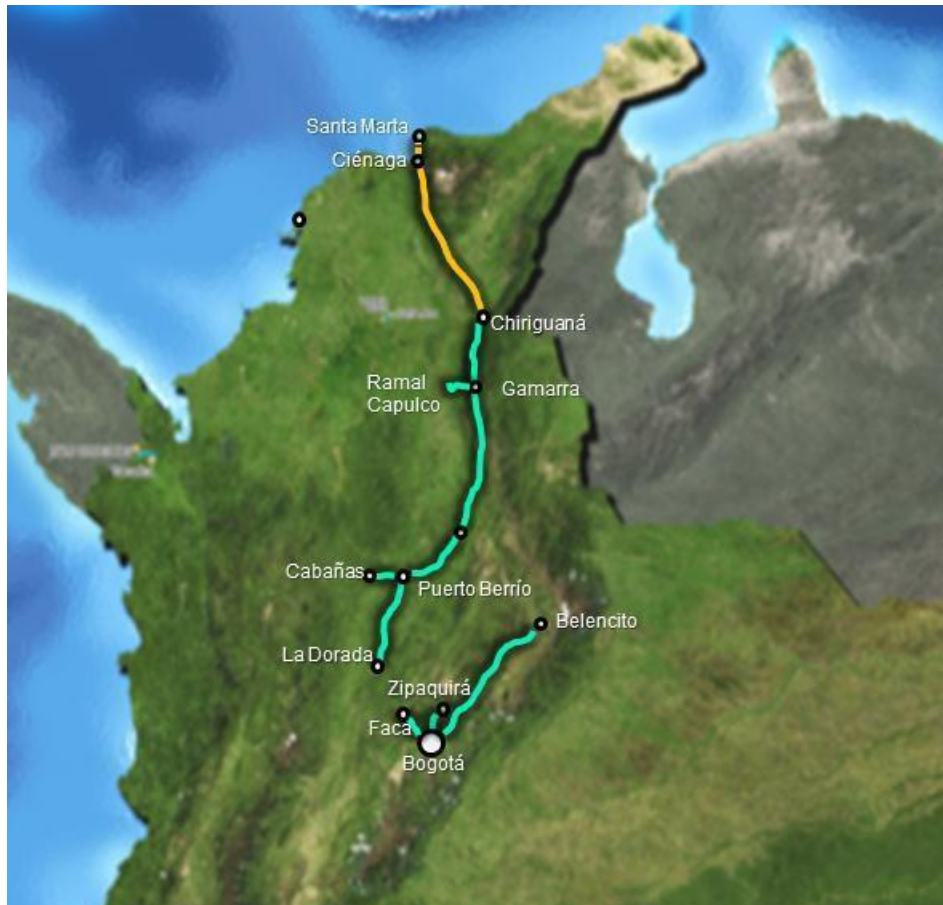 Santa Marta
Ciénaga
Chiriguaná
Ramal
Capulco
Gamarra
Cabañas
Puerto Berrío
Belencito
La Dorada
Zipaquirá
Faca
Bogotá